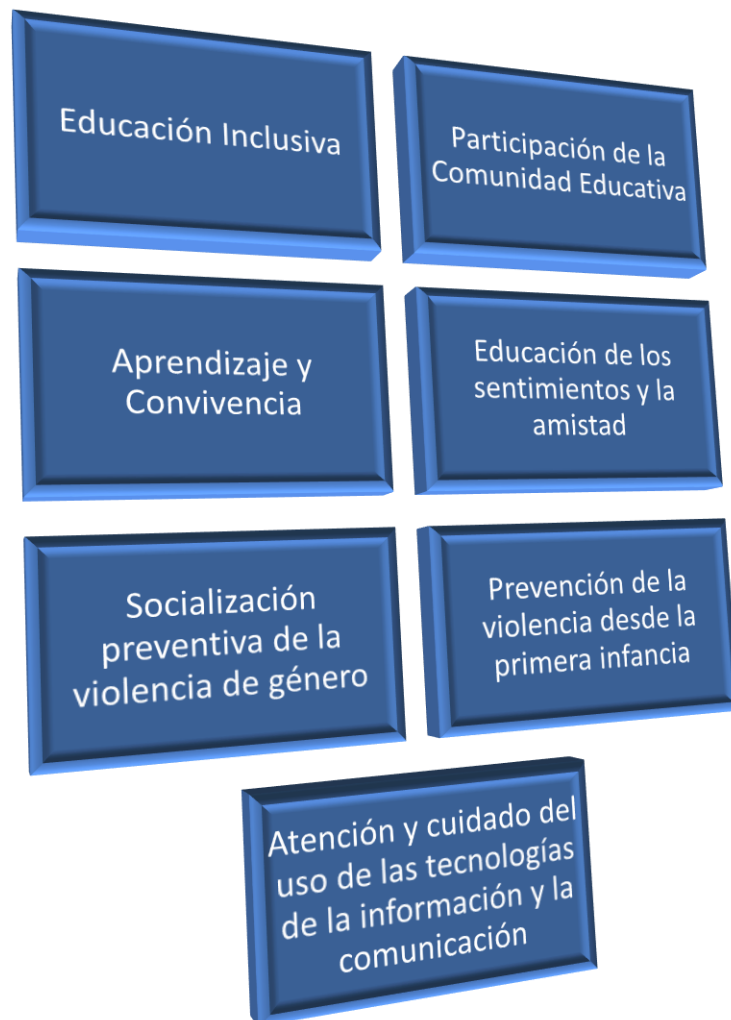 Educación Inclusiva
Participación de la
Comunidad Educativa
Aprendizaje y
Convivencia
Educación de los
sentimientos y la
amistad
Socialización
preventiva de la
violencia de género
Prevención de la
violencia desde la
primera infancia
Atención y cuidado del
uso de las tecnologías
de la información y la
comunicación